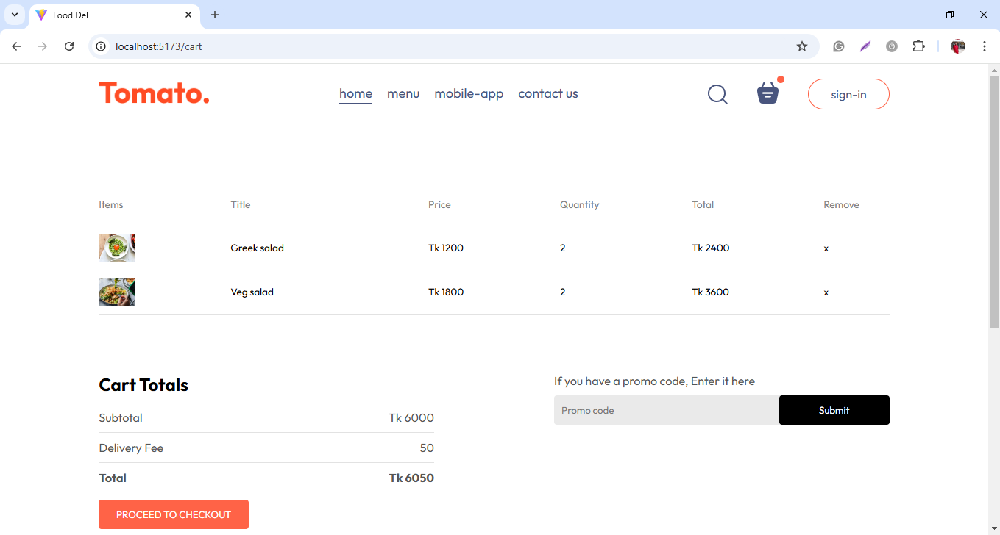 Food Del
localhost:5173/cart
Tomato.
home menu mobile-app contact us sign-in
Items Title Price Quantity Total Remove
Greek salad Tk 1200 2 Tk 2400 x
Veg salad Tk 1800 2 Tk 3600 x
Cart Totals
Subtotal Tk 6000
Delivery Fee 50
Total Tk 6050
PROCEED TO CHECKOUT
If you have a promo code, Enter it here
Promo code Submit